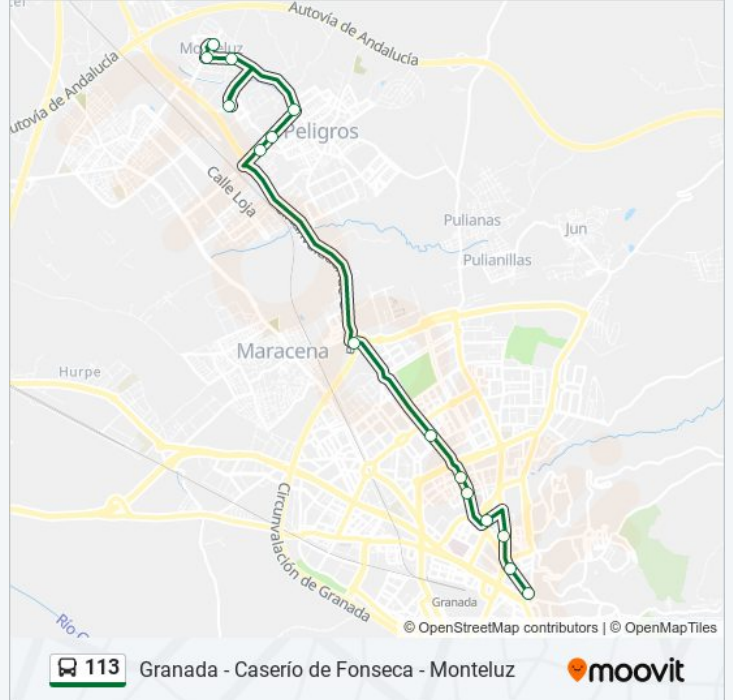 Autovía de Andalucía
Monteluz
utovía de Andalucía
Peligros
Calle Loja
Pulianas
Jun
Pulianillas
Maracena
Hurpe
Circunvalación de Granada
Granada
Río
© OpenStreetMap contributors | © OpenMapTiles
113
Granada - Caserío de Fonseca - Monteluz
moovit